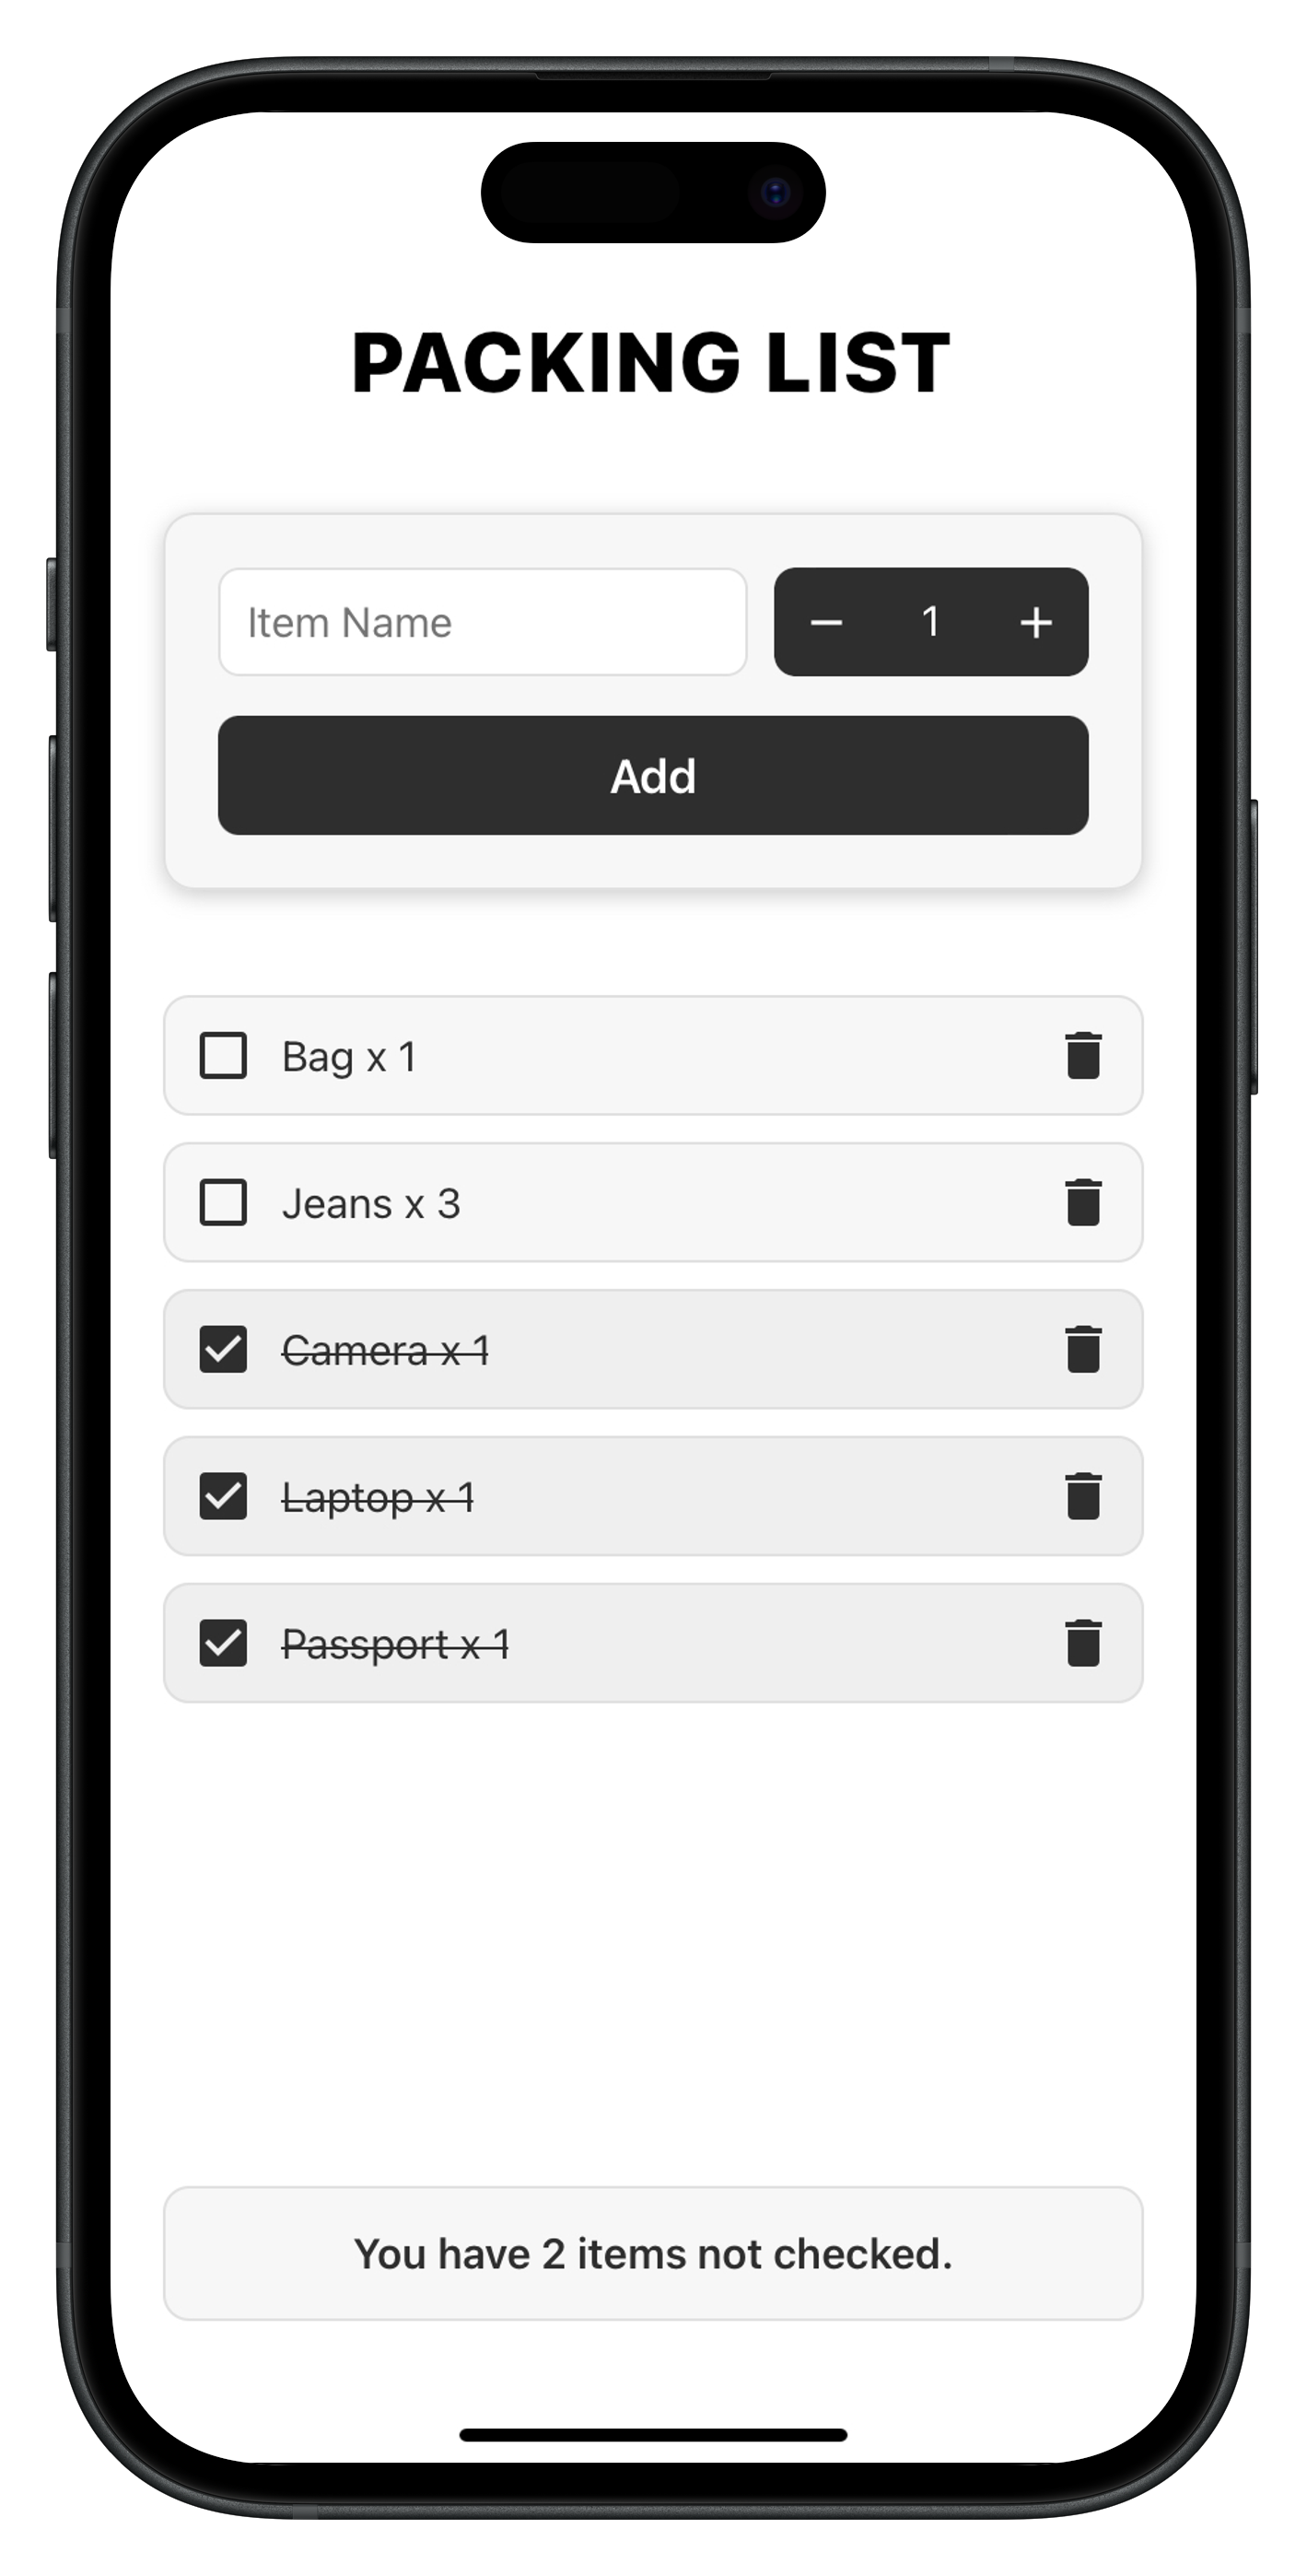 PACKING LIST
Item Name
− 1 +
Add
Bag x 1
Jeans x 3
Camera x 1
Laptop x 1
Passport x 1
You have 2 items not checked.